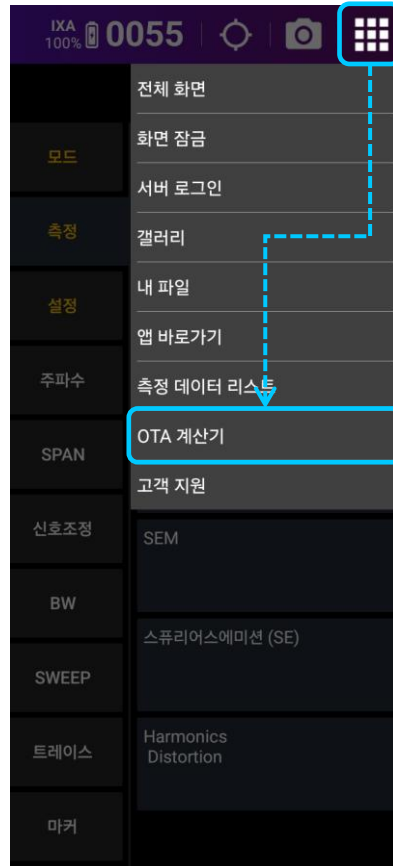 IXA
100%
0055
전체 화면
화면 잠금
서버 로그인
갤러리
내 파일
앱 바로가기
측정 데이터 리스트
OTA 계산기
고객 지원
모드
측정
설정
주파수
SPAN
신호조정
BW
SWEEP
트레이스
마커
SEM
스퓨리어스에미션 (SE)
Harmonics
Distortion